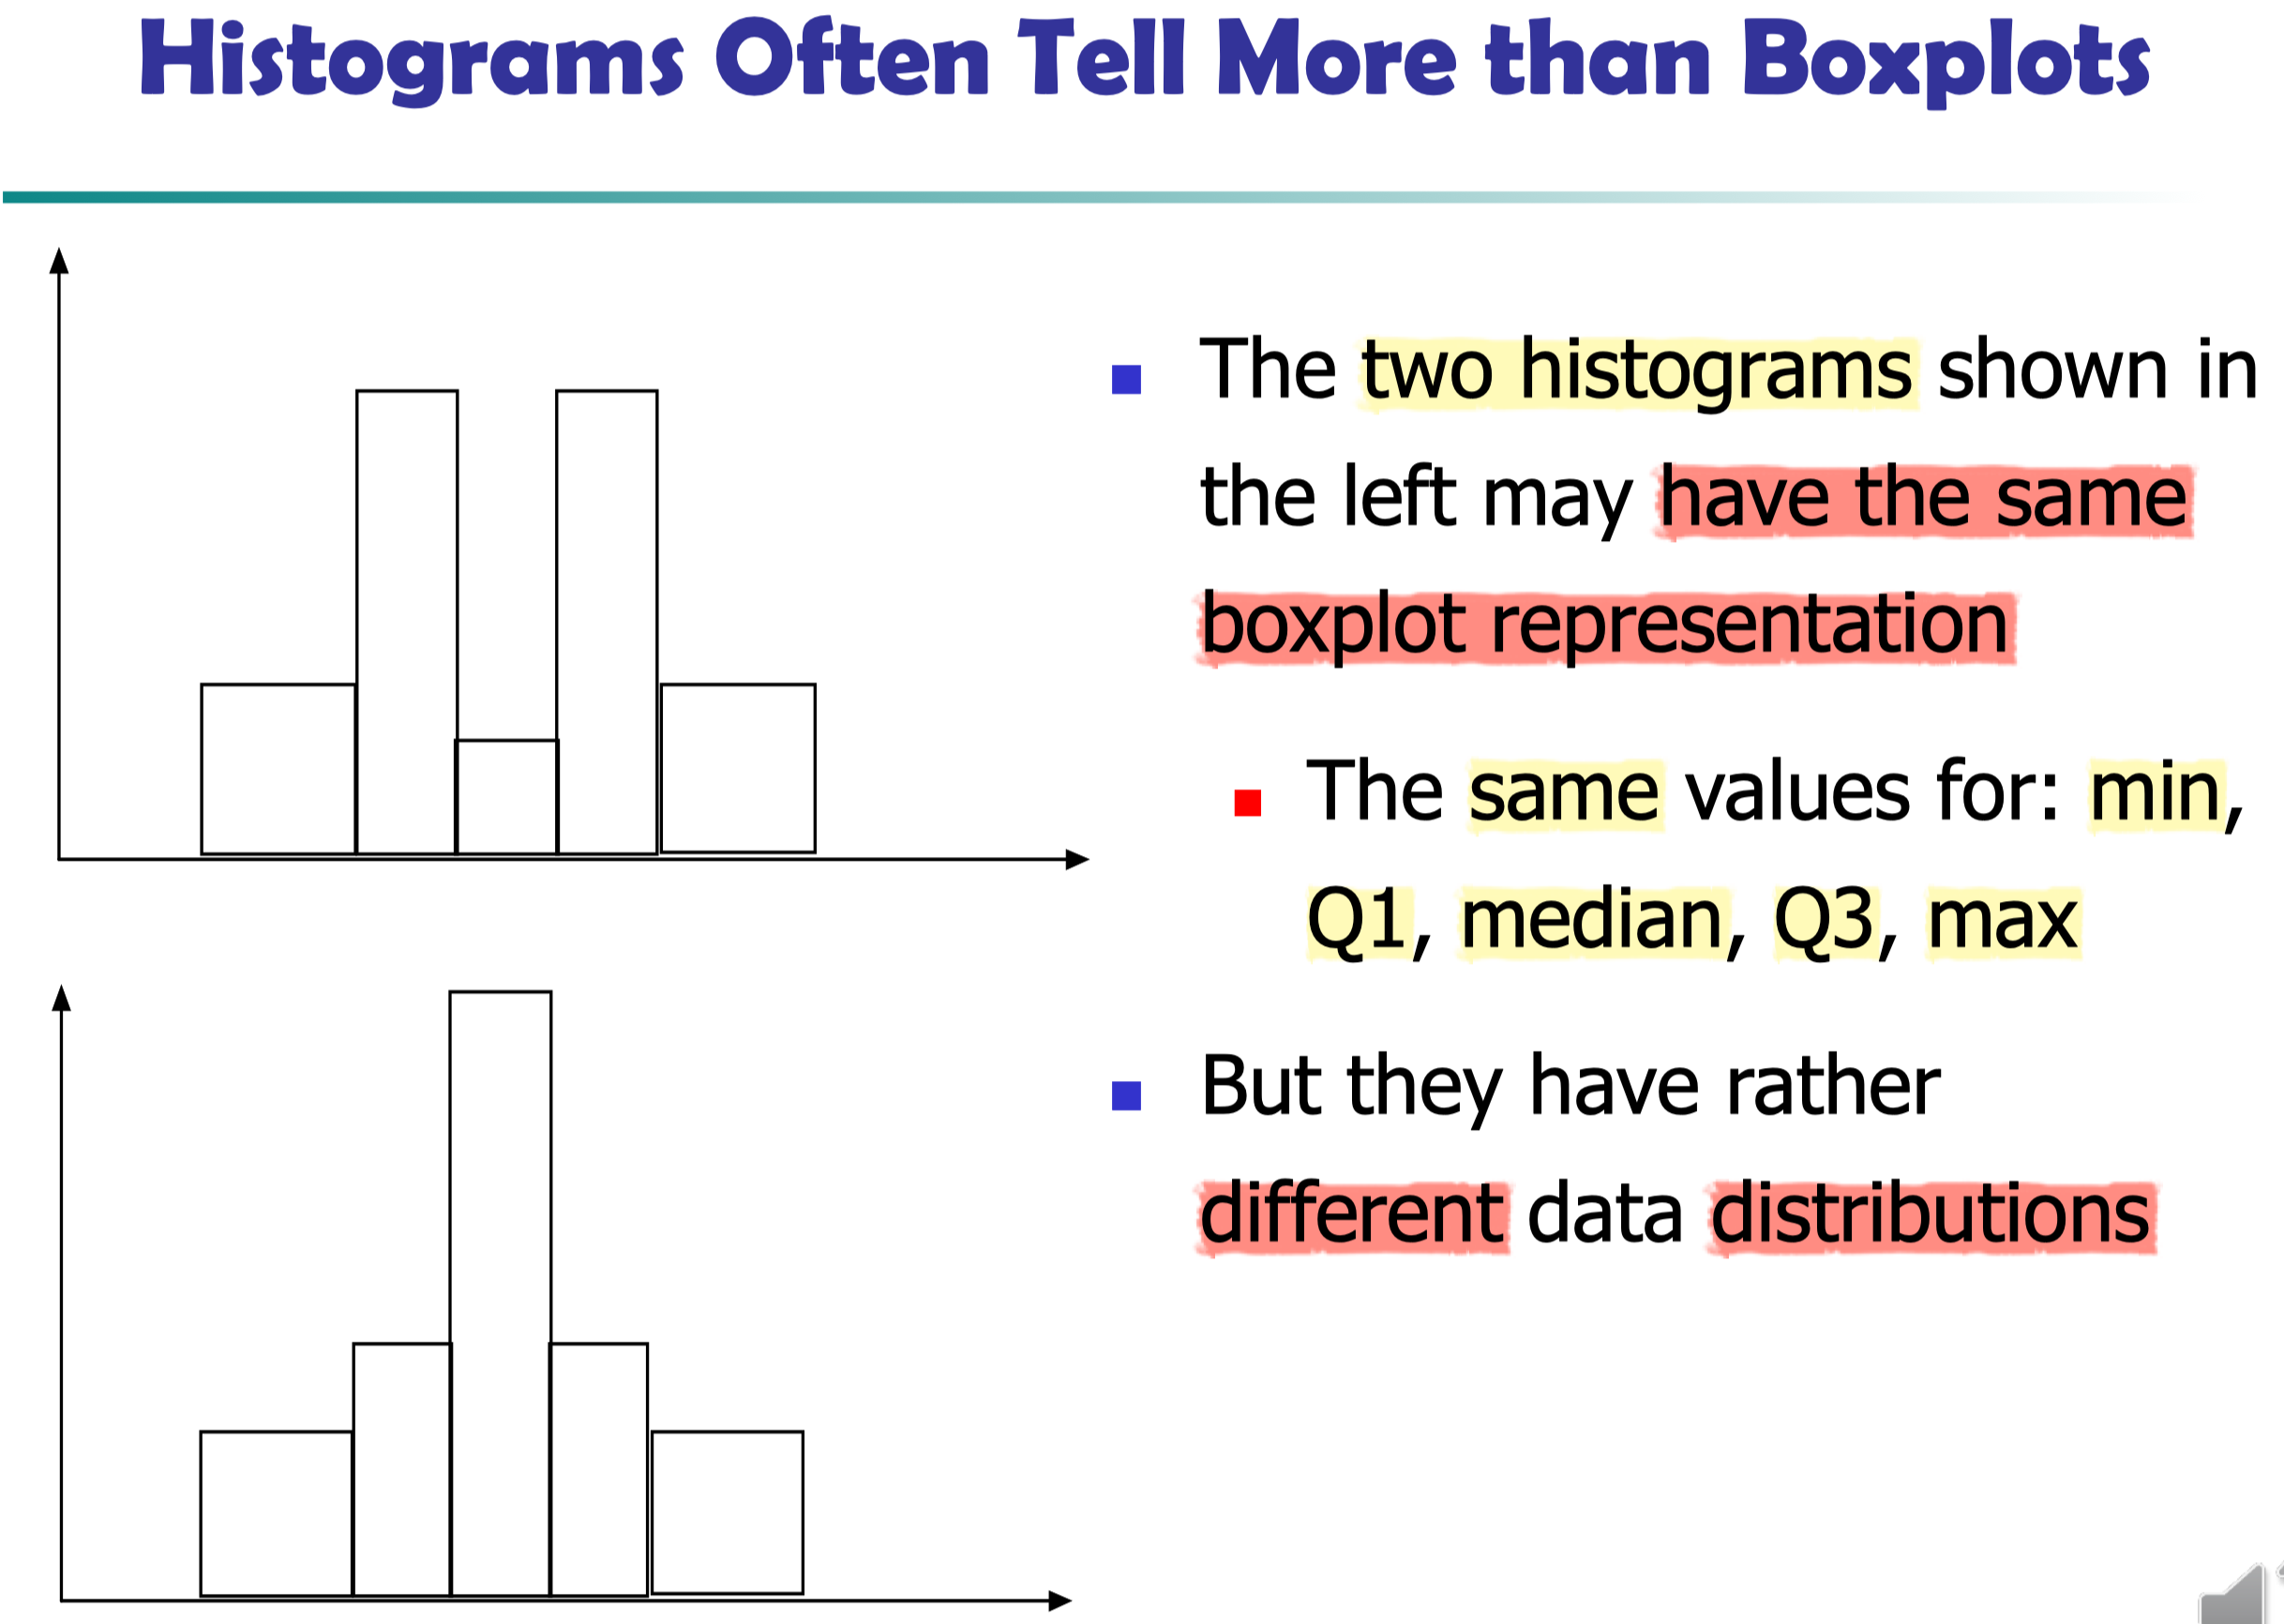 Histograms Often Tell More than Boxplots
The two histograms shown in
the left may have the same
boxplot representation
The same values for: min,
Q1, median, Q3, max
But they have rather
different data distributions